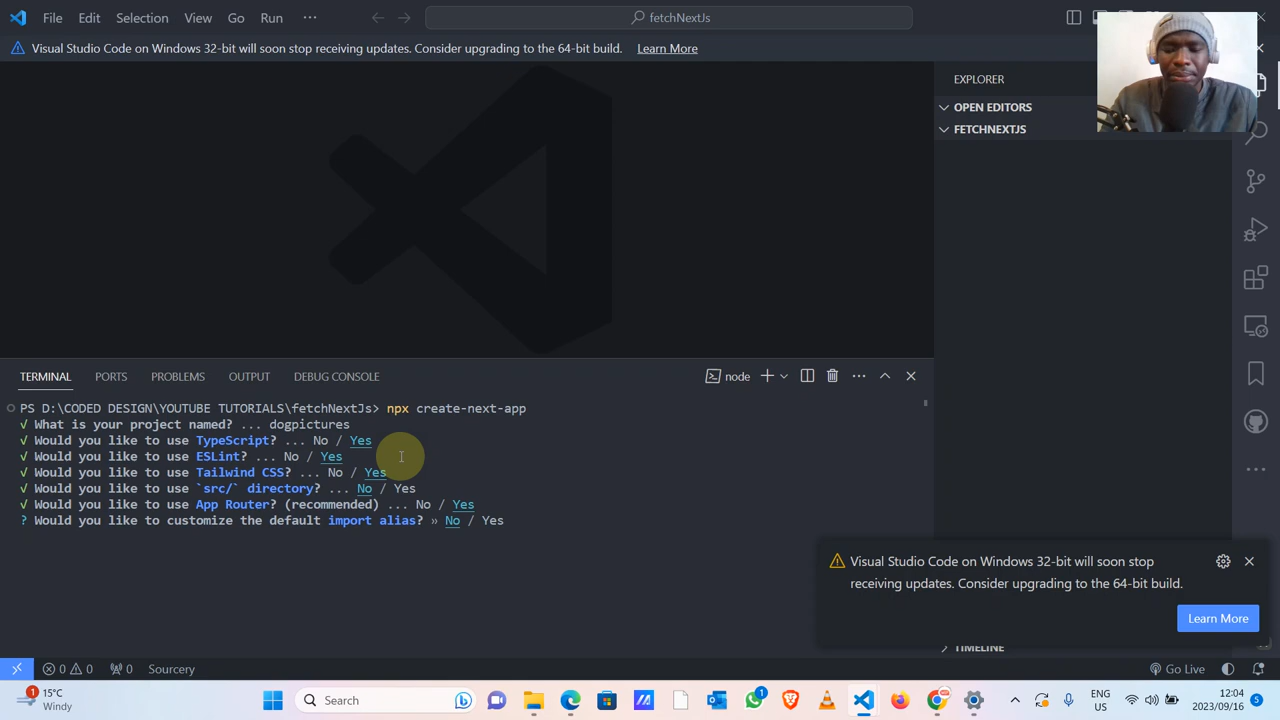 File Edit Selection View Go Run ··· fetchNextJs
Visual Studio Code on Windows 32-bit will soon stop receiving updates. Consider upgrading to the 64-bit build. Learn More
EXPLORER
OPEN EDITORS
FETCHNEXTJS
TERMINAL PORTS PROBLEMS OUTPUT DEBUG CONSOLE node
PS D:\CODED DESIGN\YOUTUBE TUTORIALS\fetchNextJs> npx create-next-app
√ What is your project named? ... dogpictures
√ Would you like to use TypeScript? ... No / Yes
√ Would you like to use ESLint? ... No / Yes
√ Would you like to use Tailwind CSS? ... No / Yes
√ Would you like to use `src/` directory? ... No / Yes
√ Would you like to use App Router? (recommended) ... No / Yes
? Would you like to customize the default import alias? » No / Yes
Visual Studio Code on Windows 32-bit will soon stop
receiving updates. Consider upgrading to the 64-bit build.
Learn More
TIMELINE
0 0 0 Sourcery Go Live
1 15°C
Windy
Search
1
ENG
US
12:04
2023/09/16
5